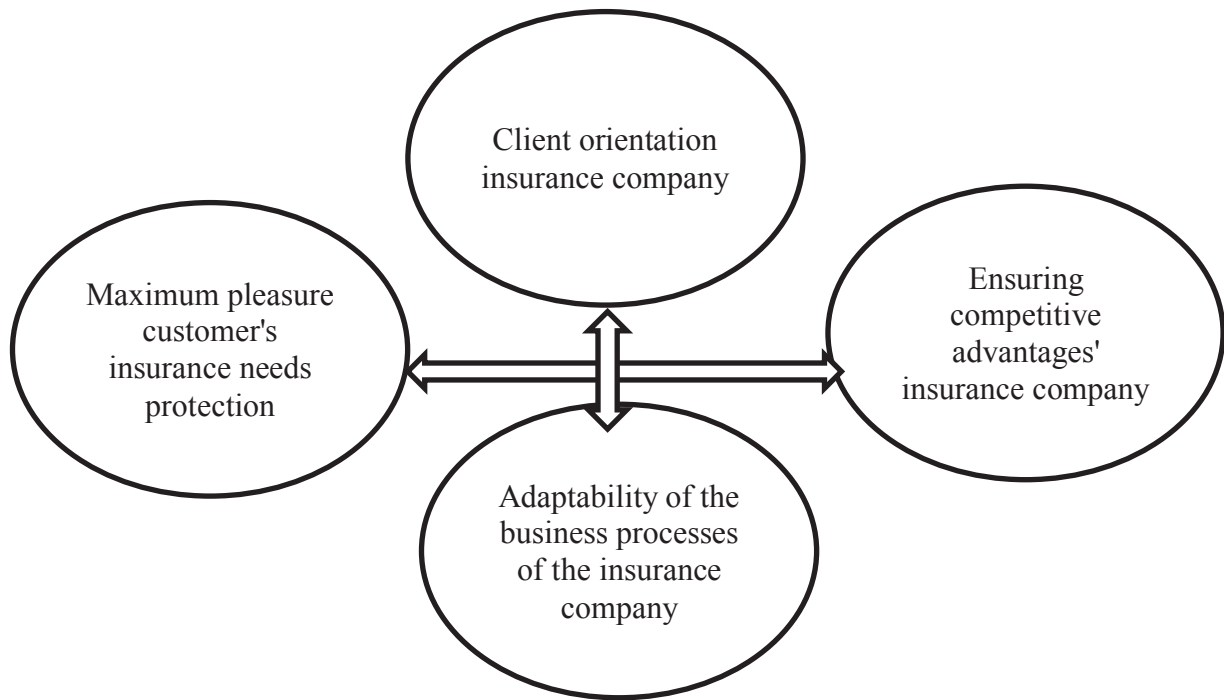 Client orientation
insurance company
Maximum pleasure
customer's
insurance needs
protection
Ensuring
competitive
advantages'
insurance company
Adaptability of the
business processes
of the insurance
company